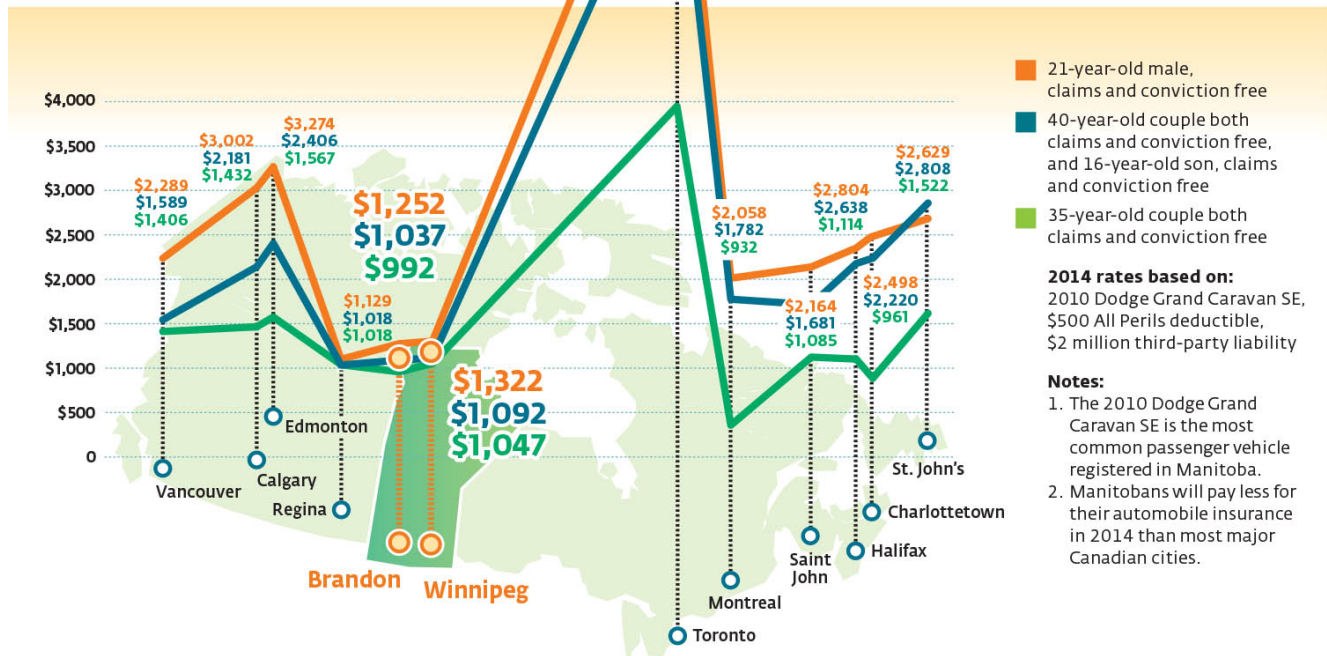 $4,000
$3,500
$3,000
$2,500
$2,000
$1,500
$1,000
$500
0
$2,289
$1,589
$1,406
$3,002
$2,181
$1,432
$3,274
$2,406
$1,567
$1,129
$1,018
$1,018
$1,252
$1,037
$992
$1,322
$1,092
$1,047
$2,058
$1,782
$932
$2,164
$1,681
$1,085
$2,804
$2,638
$1,114
$2,498
$2,220
$961
$2,629
$2,808
$1,522
Vancouver
Calgary
Edmonton
Regina
Brandon
Winnipeg
Toronto
Montreal
Saint
John
Halifax
Charlottetown
St. John's
21-year-old male,
claims and conviction free
40-year-old couple both
claims and conviction free,
and 16-year-old son, claims
and conviction free
35-year-old couple both
claims and conviction free
2014 rates based on:
2010 Dodge Grand Caravan SE,
$500 All Perils deductible,
$2 million third-party liability
Notes:
1. The 2010 Dodge Grand
Caravan SE is the most
common passenger vehicle
registered in Manitoba.
2. Manitobans will pay less for
their automobile insurance
in 2014 than most major
Canadian cities.